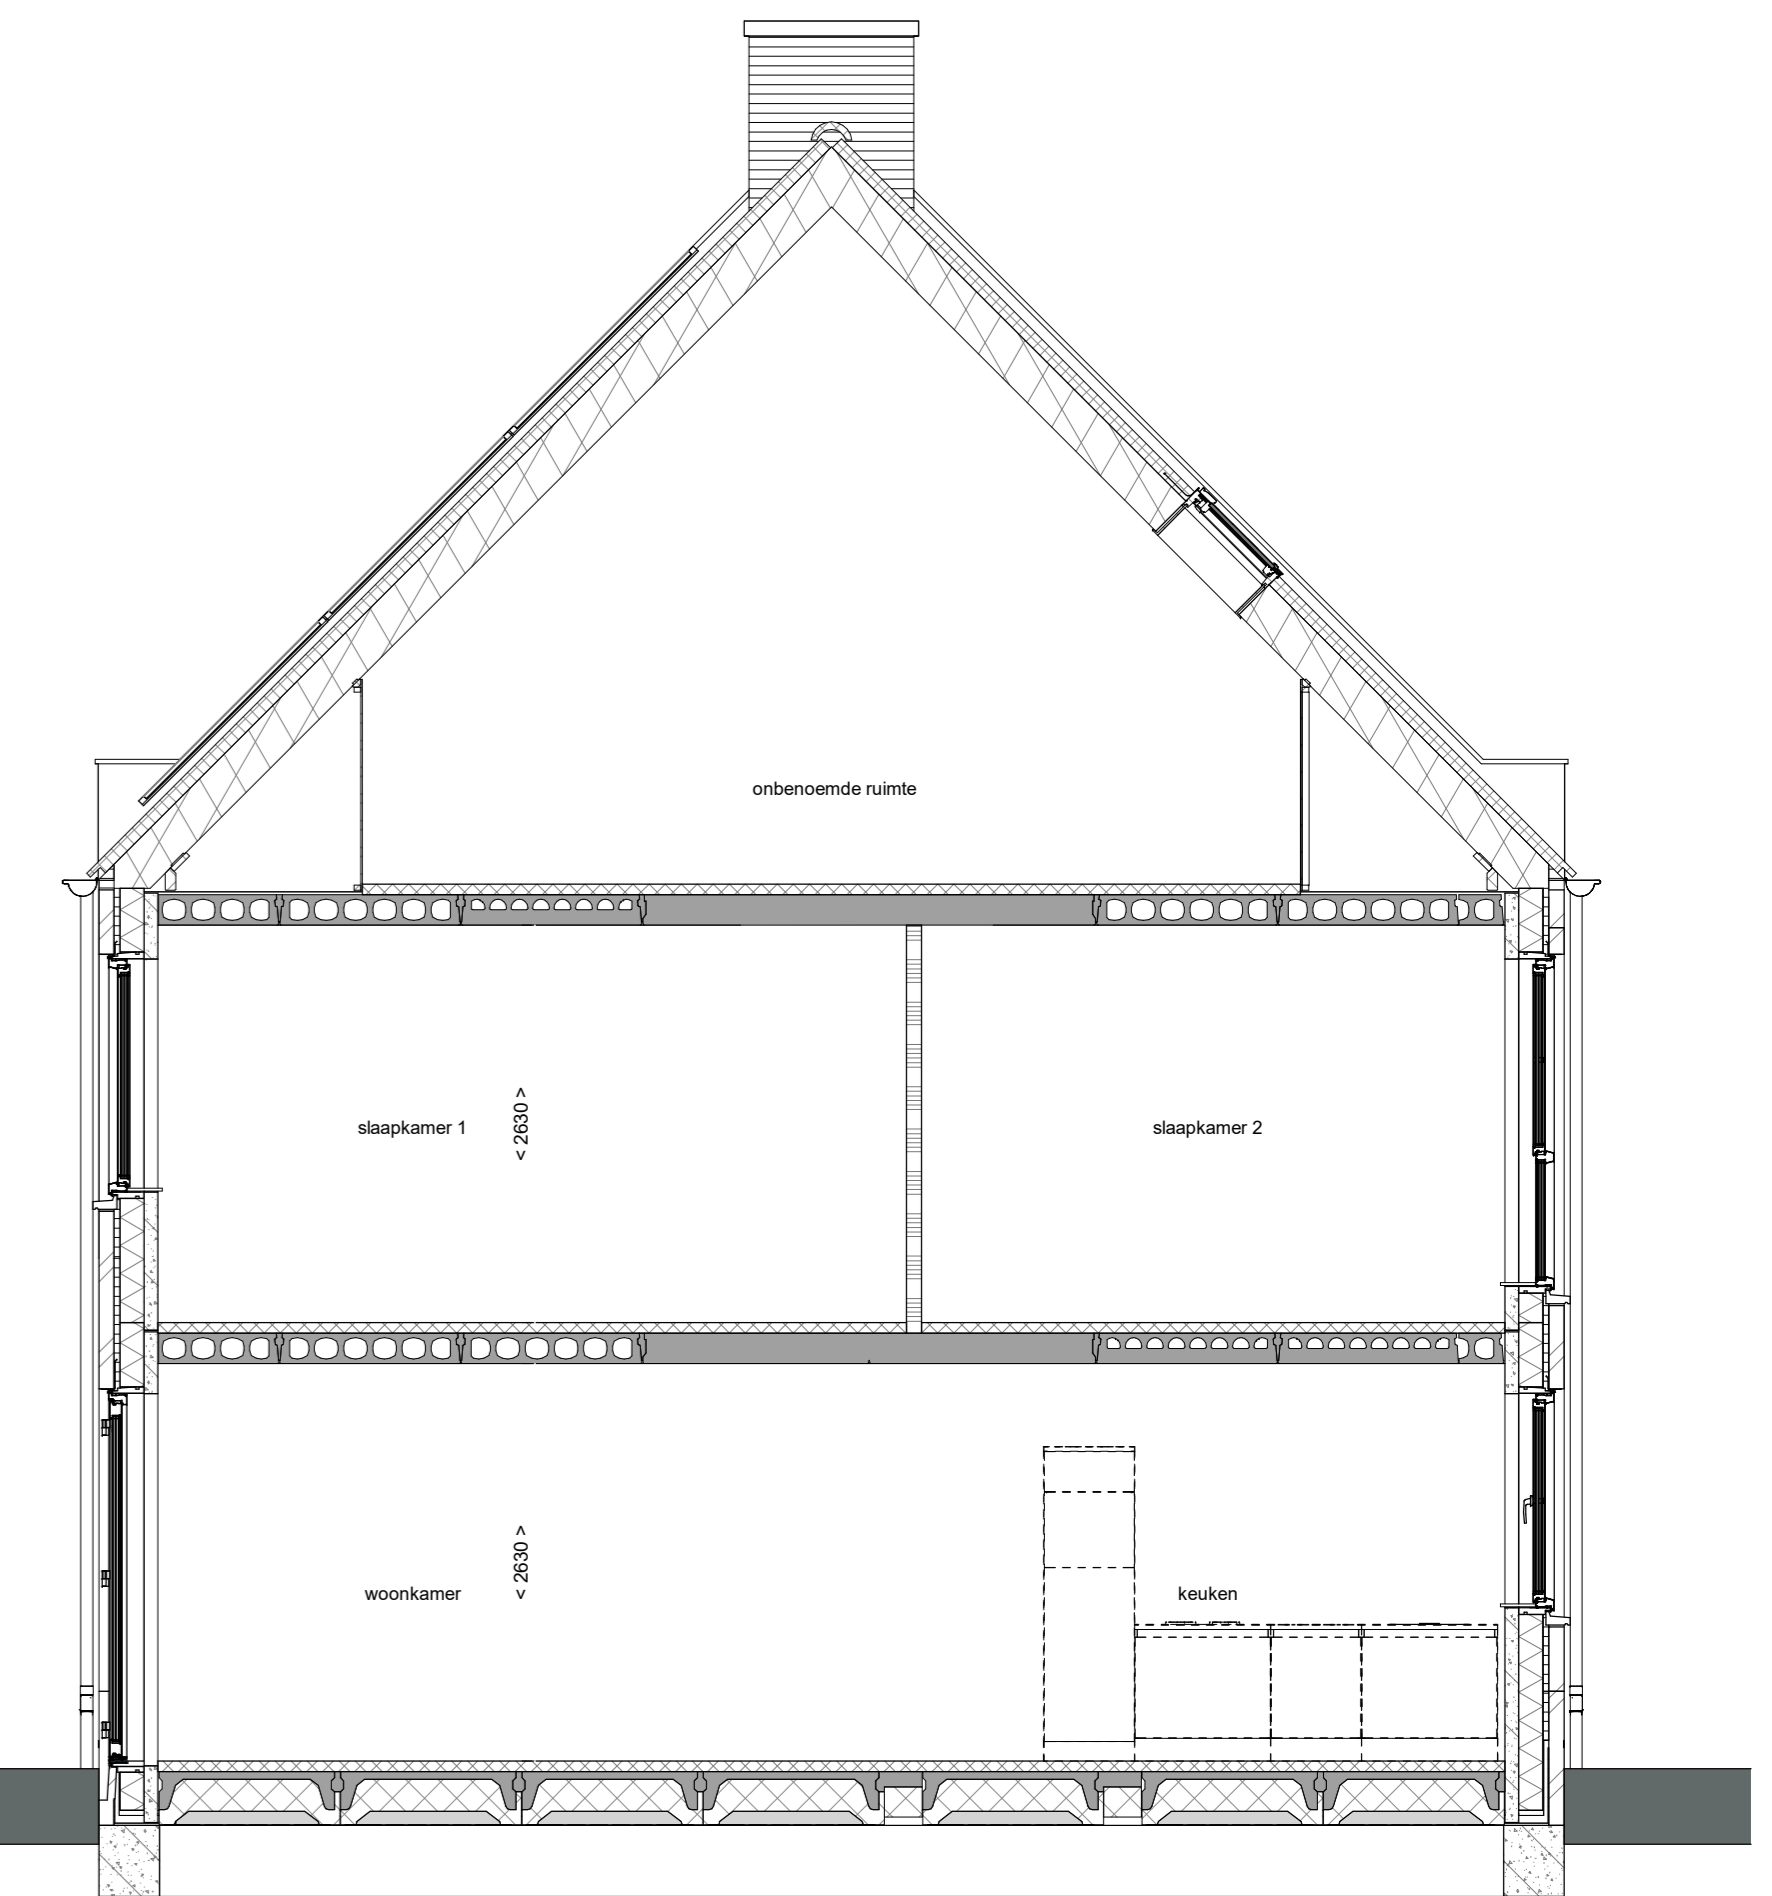 onbenoemde ruimte
slaapkamer 1
< 2630 >
slaapkamer 2
woonkamer
< 2630 >
keuken